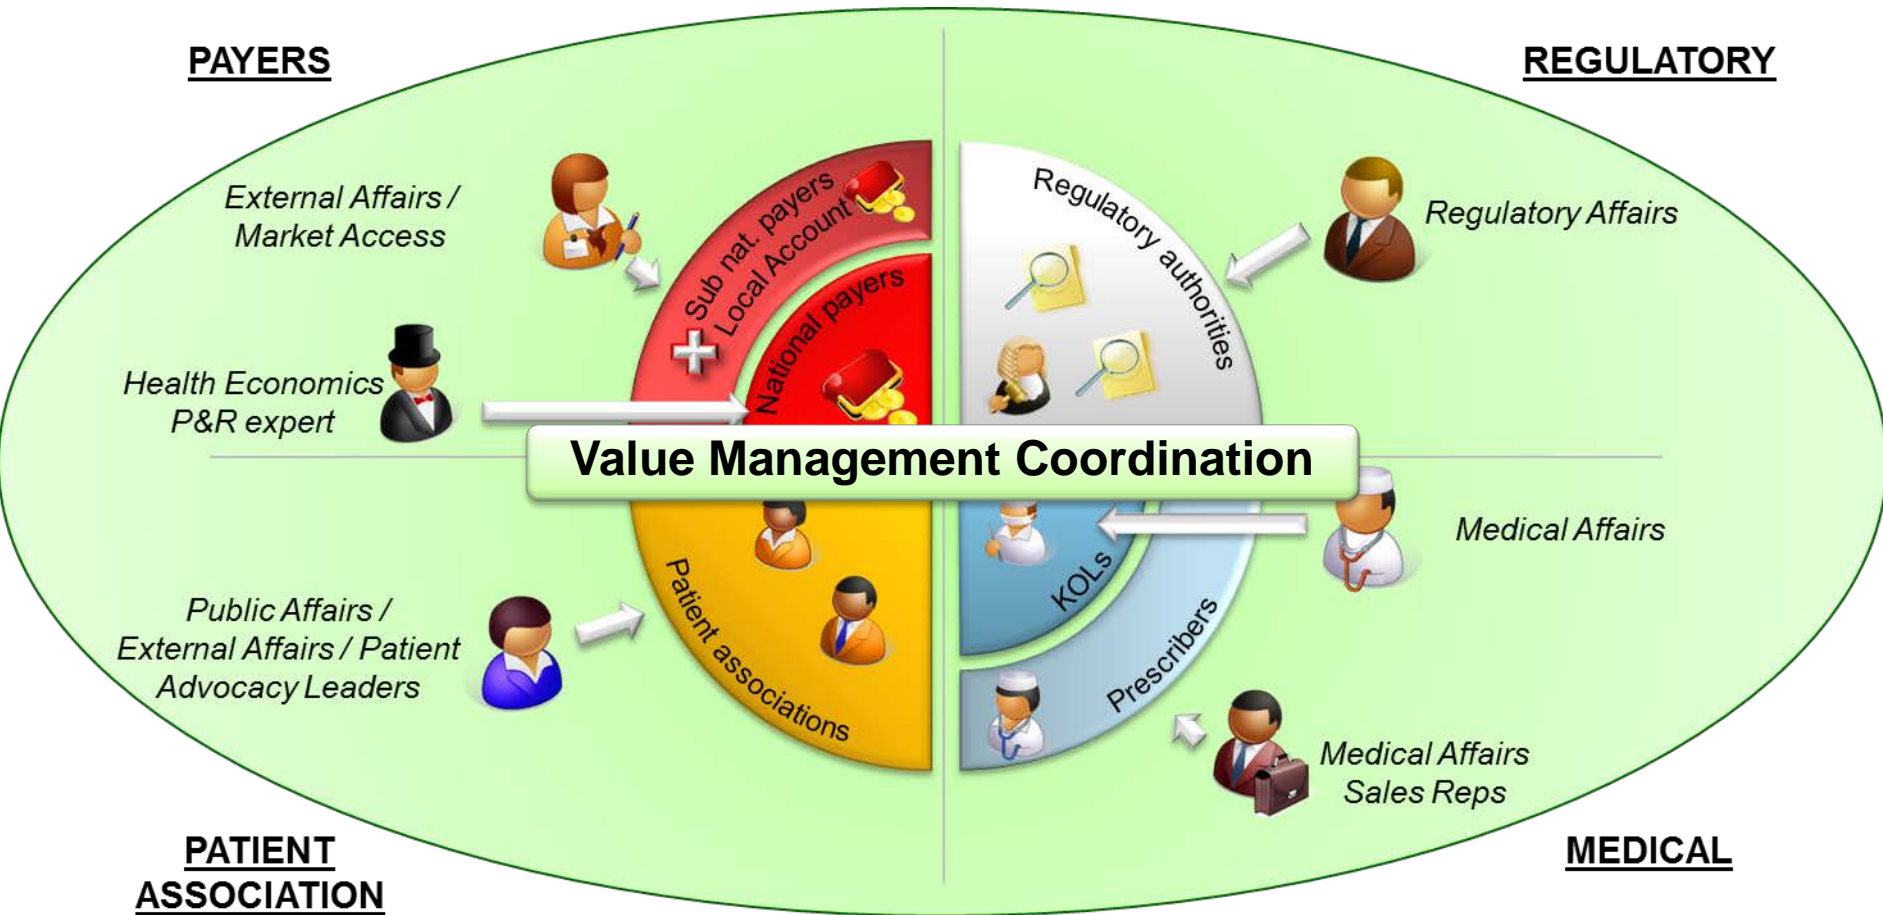 PAYERS
REGULATORY
External Affairs /
Market Access
Sub nat. payers
Local Account
National payers
Regulatory authorities
Regulatory Affairs
Health Economics
P&R expert
Value Management Coordination
Medical Affairs
KOLs
Prescribers
Patient associations
Public Affairs /
External Affairs / Patient
Advocacy Leaders
Medical Affairs
Sales Reps
PATIENT
ASSOCIATION
MEDICAL